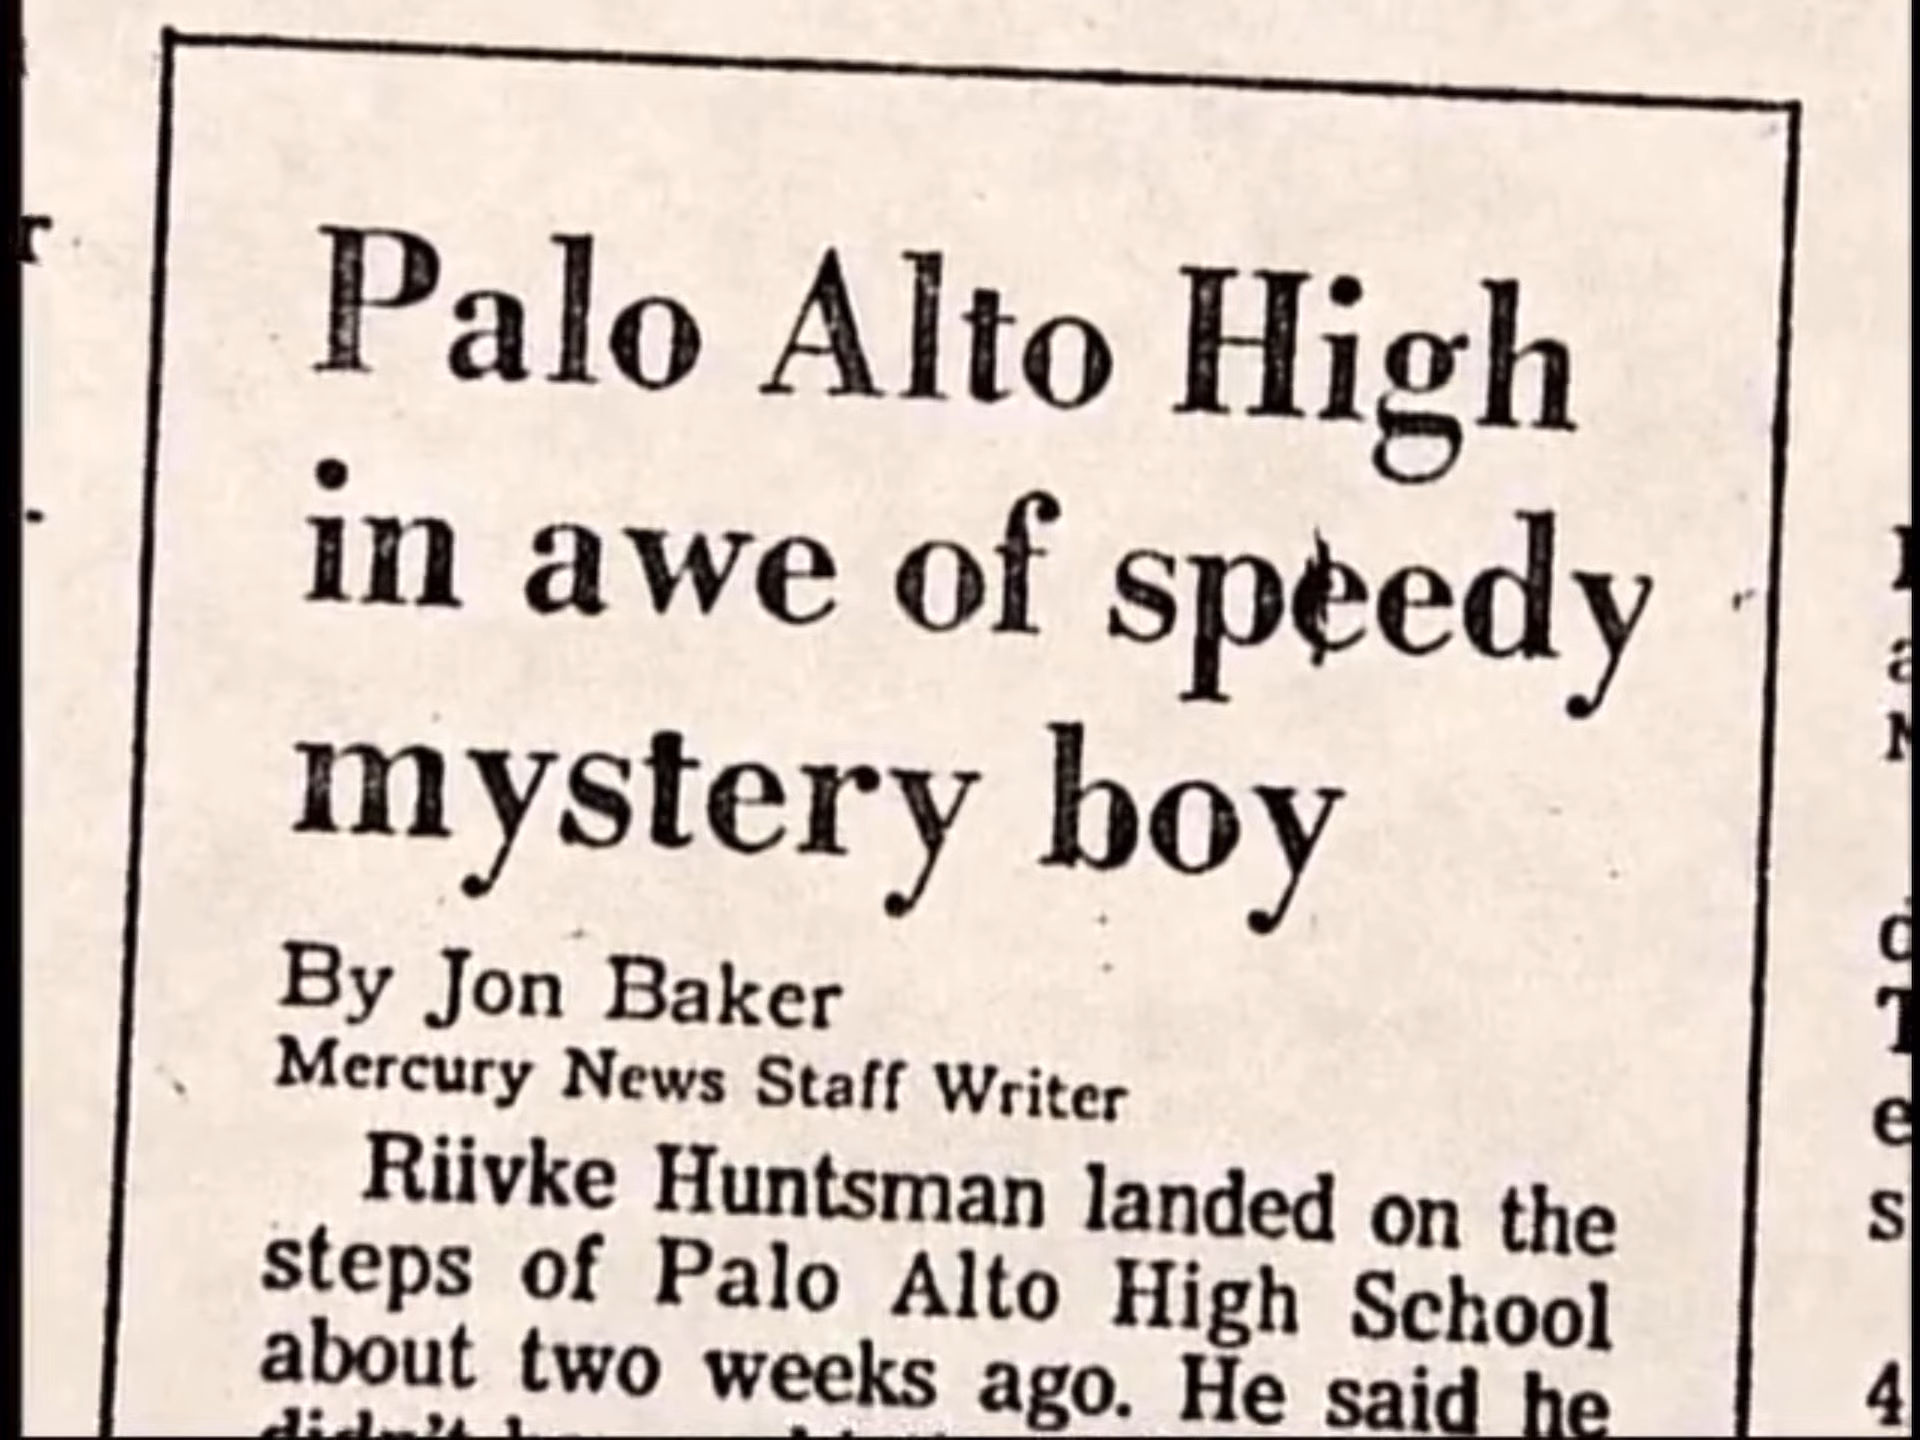 Palo Alto High
in awe of speedy
mystery boy
By Jon Baker
Mercury News Staff Writer
Riivke Huntsman landed on the
steps of Palo Alto High School
about two weeks ago. He said he
didn't